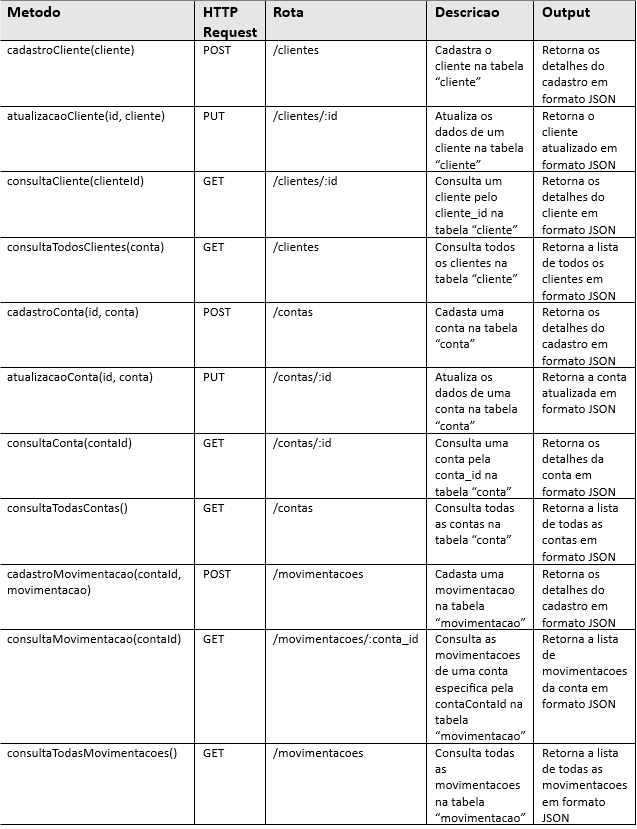 Metodo HTTP Request Rota Descricao Output
cadastroCliente(cliente) POST /clientes Cadastra o Retorna os
cliente na tabela detalhes do
“cliente” cadastro em
formato JSON
atualizacaoCliente(id, cliente) PUT /clientes/:id Atualiza os Retorna o
dados de um cliente
cliente na tabela atualizado em
“cliente” formato JSON
consultaCliente(clienteId) GET /clientes/:id Consulta um Retorna os
cliente pelo detalhes do
cliente_id na cliente em
tabela “cliente” formato JSON
consultaTodosClientes(conta) GET /clientes Consulta todos Retorna a lista
os clientes na de todos os
tabela “cliente” clientes em
formato JSON
cadastroConta(id, conta) POST /contas Cadasta uma Retorna os
conta na tabela detalhes do
“conta” cadastro em
formato JSON
atualizacaoConta(id, conta) PUT /contas/:id Atualiza os Retorna a conta
dados de uma atualizada em
conta na tabela formato JSON
“conta”
consultaConta(contaId) GET /contas/:id Consulta uma Retorna os
conta pela detalhes da
conta_id na conta em
tabela “conta” formato JSON
consultaTodasContas() GET /contas Consulta todas Retorna a lista
as contas na de todas as
tabela “conta” contas em
formato JSON
cadastroMovimentacao(contaId, POST /movimentacoes Cadasta uma Retorna os
movimentacao) movimentacao detalhes do
na tabela cadastro em
“movimentacao” formato JSON
consultaMovimentacao(contaId) GET /movimentacoes/:conta_id Consulta as Retorna a lista
movimentacoes de
de uma conta movimentacoes
especifica pela da conta em
contaContaId na formato JSON
tabela
“movimentacao”
consultaTodasMovimentacoes() GET /movimentacoes Consulta todas Retorna a lista
as de todas as
movimentacoes movimentacoes
na tabela em formato
“movimentacao” JSON